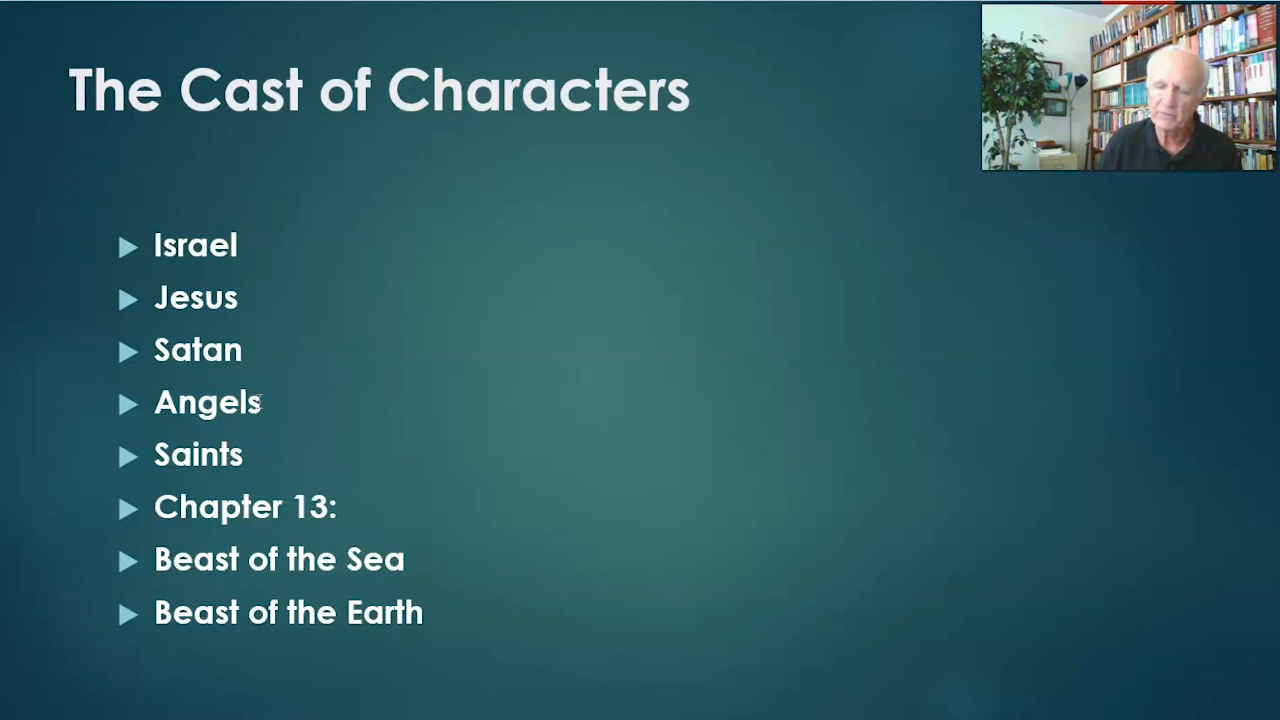 The Cast of Characters
Israel
Jesus
Satan
Angels
Saints
Chapter 13:
Beast of the Sea
Beast of the Earth